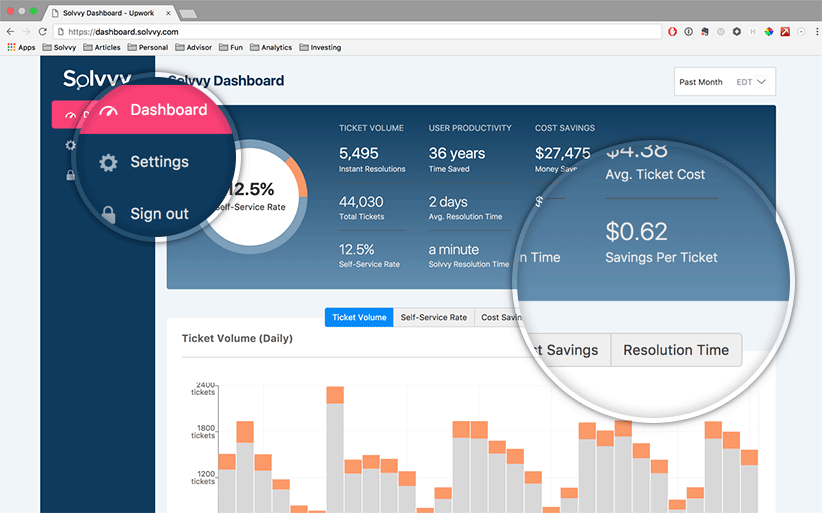 Solvvy Dashboard - Upwork
https://dashboard.solvvy.com
Apps Solvvy Articles Personal Advisor Fun Analytics Investing
Solvvy
Solvvy Dashboard
Past Month EDT
Dashboard
Settings
Sign out
12.5%
Self-Service Rate
TICKET VOLUME USER PRODUCTIVITY COST SAVINGS
5,495 36 years $27,475
Instant Resolutions Time Saved Money Save
44,030 2 days $
Total Tickets Avg. Resolution Time
12.5% a minute
Self-Service Rate Solvvy Resolution Time
$4.38
Avg. Ticket Cost
$0.62
n Time Savings Per Ticket
st Savings Resolution Time
Ticket Volume Self-Service Rate Cost Savin
Ticket Volume (Daily)
2400
tickets
1800
tickets
1200
tickets